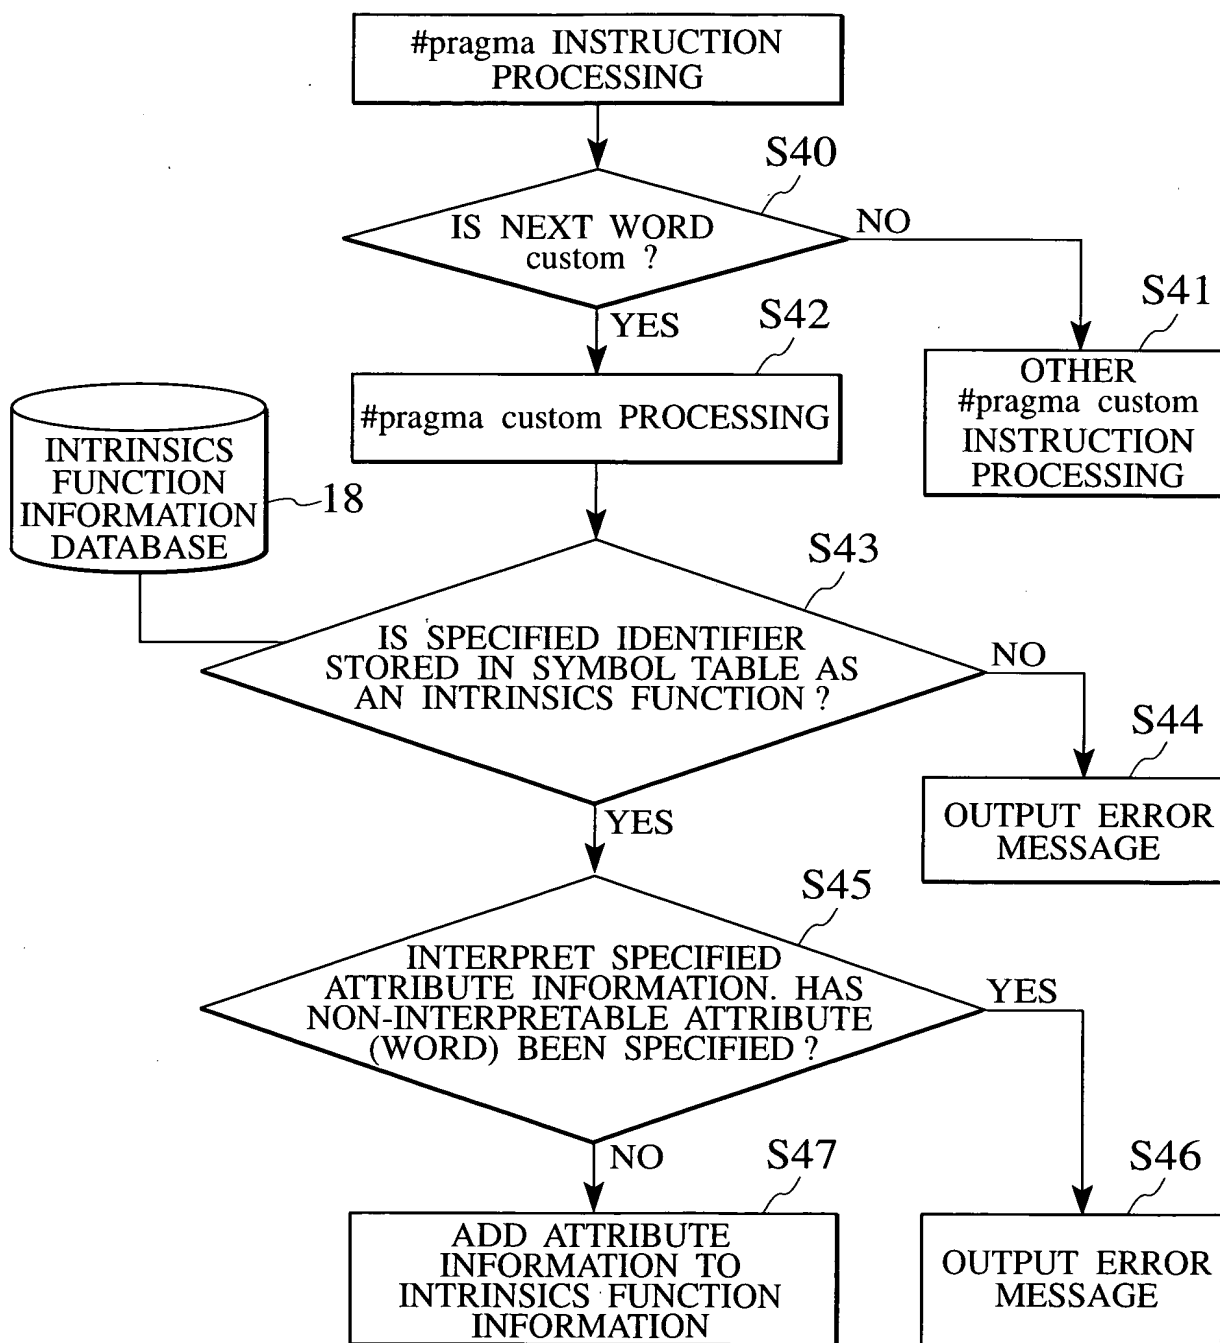 #pragma INSTRUCTION
PROCESSING
S40
IS NEXT WORD
custom ?
NO
YES
S41
OTHER
#pragma custom
INSTRUCTION
PROCESSING
S42
#pragma custom PROCESSING
INTRINSICS
FUNCTION
INFORMATION
DATABASE
18
S43
IS SPECIFIED IDENTIFIER
STORED IN SYMBOL TABLE AS
AN INTRINSICS FUNCTION ?
NO
YES
S44
OUTPUT ERROR
MESSAGE
S45
INTERPRET SPECIFIED
ATTRIBUTE INFORMATION. HAS
NON-INTERPRETABLE ATTRIBUTE
(WORD) BEEN SPECIFIED ?
YES
NO
S47
ADD ATTRIBUTE
INFORMATION TO
INTRINSICS FUNCTION
INFORMATION
S46
OUTPUT ERROR
MESSAGE